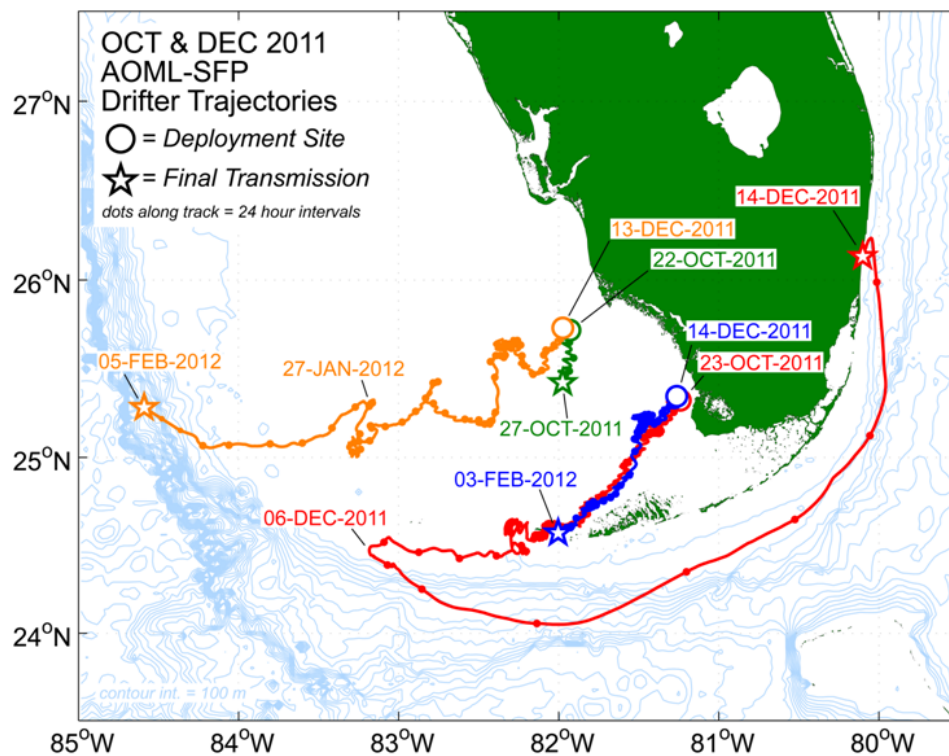 OCT & DEC 2011
AOML-SFP
Drifter Trajectories
= Deployment Site
= Final Transmission
dots along track = 24 hour intervals
27°N
26°N
25°N
24°N
14-DEC-2011
13-DEC-2011
22-OCT-2011
14-DEC-2011
05-FEB-2012
27-JAN-2012
23-OCT-2011
27-OCT-2011
03-FEB-2012
06-DEC-2011
contour int. = 100 m
85°W
84°W
83°W
82°W
81°W
80°W